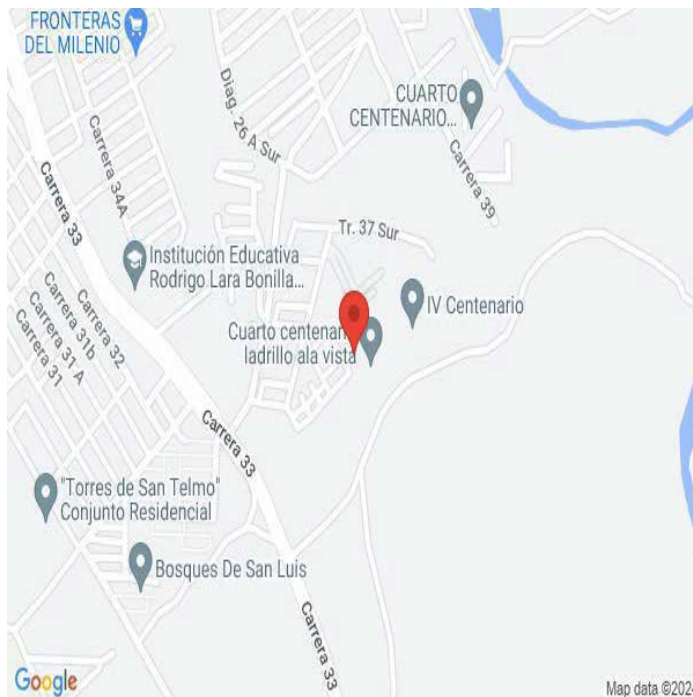 FRONTERAS
DEL MILENIO
Diag. 26 A Sur
CUARTO
CENTENARIO...
Carrera 34A
Carrera 39
Carrera 33
Tr. 37 Sur
Institución Educativa
Rodrigo Lara Bonilla...
IV Centenario
Carrera 32
Carrera 31b
Carrera 31 A
Carrera 31
Cuarto centenar
ladrillo ala vista
Carrera 33
"Torres de San Telmo"
Conjunto Residencial
Bosques De San Luis
Carrera 33
Google
Map data ©202